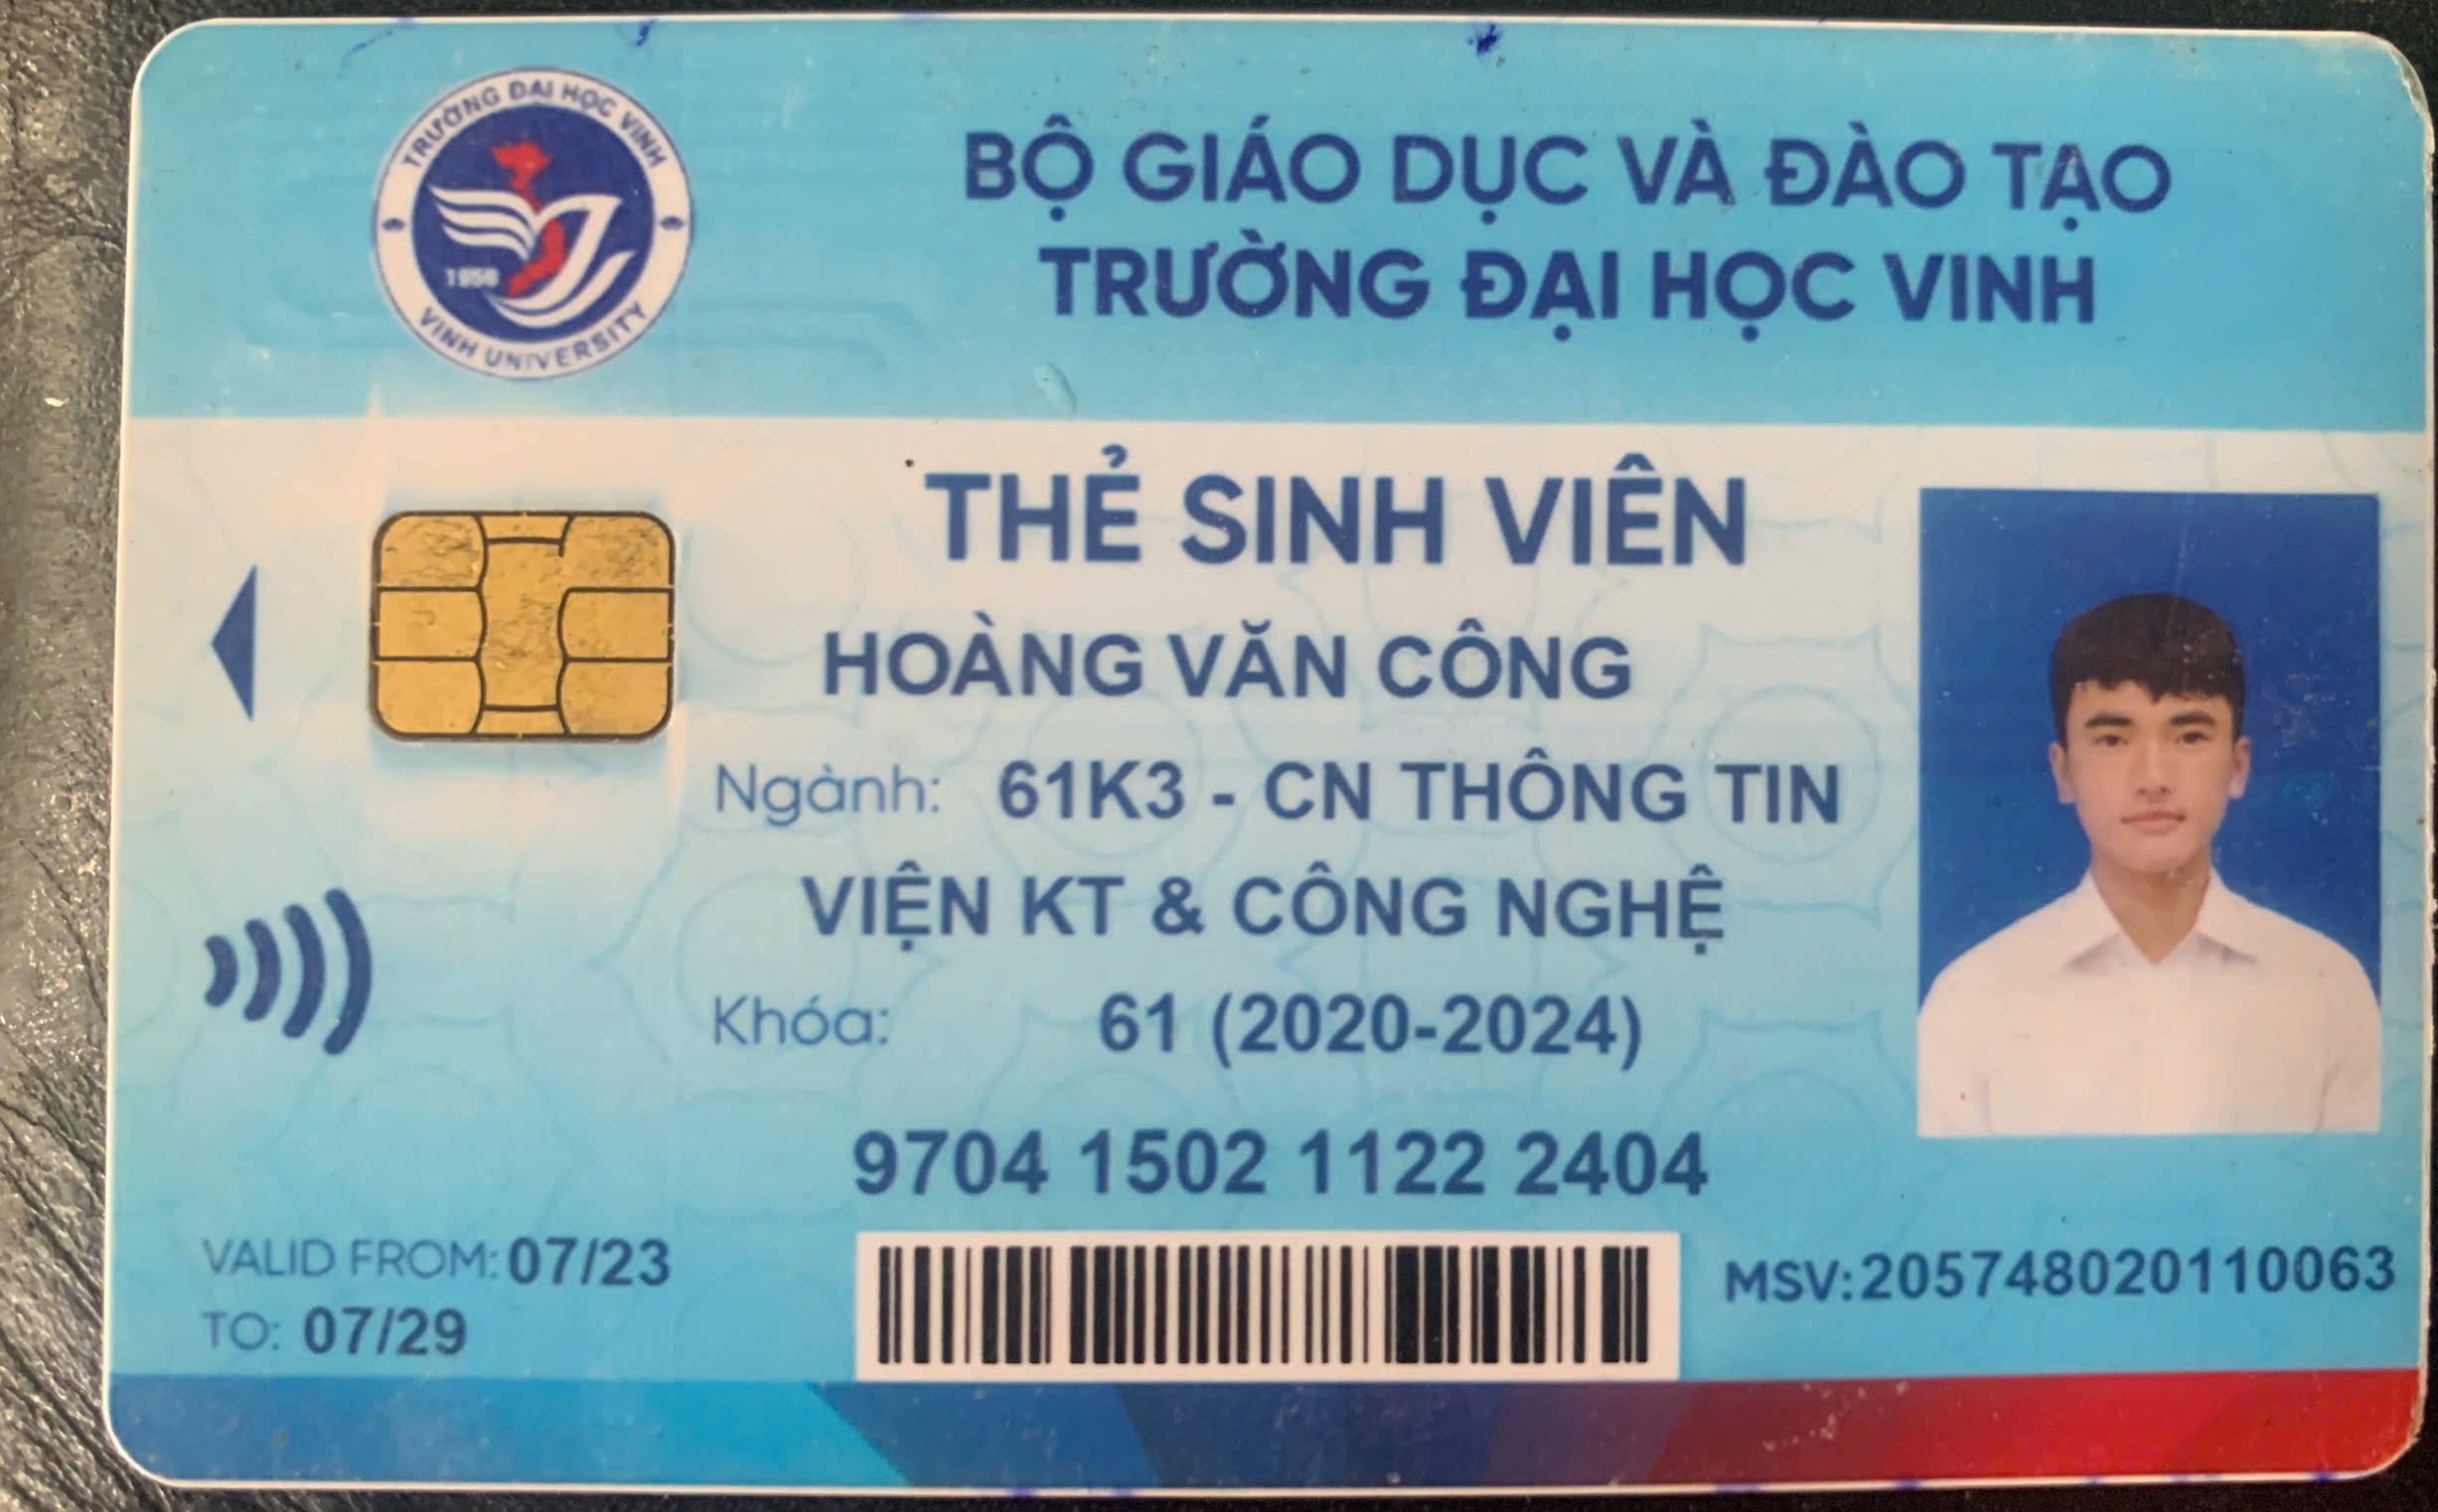 TRƯỜNG ĐẠI HỌC VINH
1959
VINH UNIVERSITY
BỘ GIÁO DỤC VÀ ĐÀO TẠO
TRƯỜNG ĐẠI HỌC VINH
THẺ SINH VIÊN
HOÀNG VĂN CÔNG
Ngành: 61K3 - CN THÔNG TIN
VIỆN KT & CÔNG NGHỆ
Khóa: 61 (2020-2024)
9704 1502 1122 2404
VALID FROM: 07/23
TO: 07/29
MSV:205748020110063